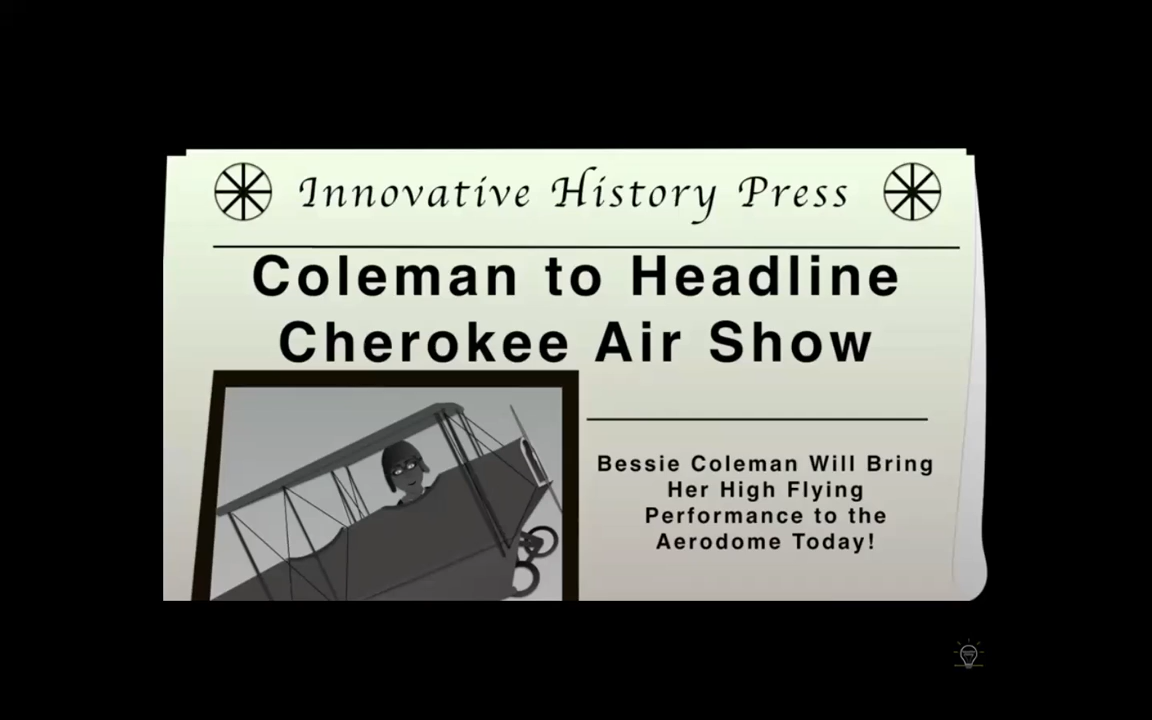 Innovative History Press
Coleman to Headline
Cherokee Air Show
Bessie Coleman Will Bring
Her High Flying
Performance to the
Aerodome Today!